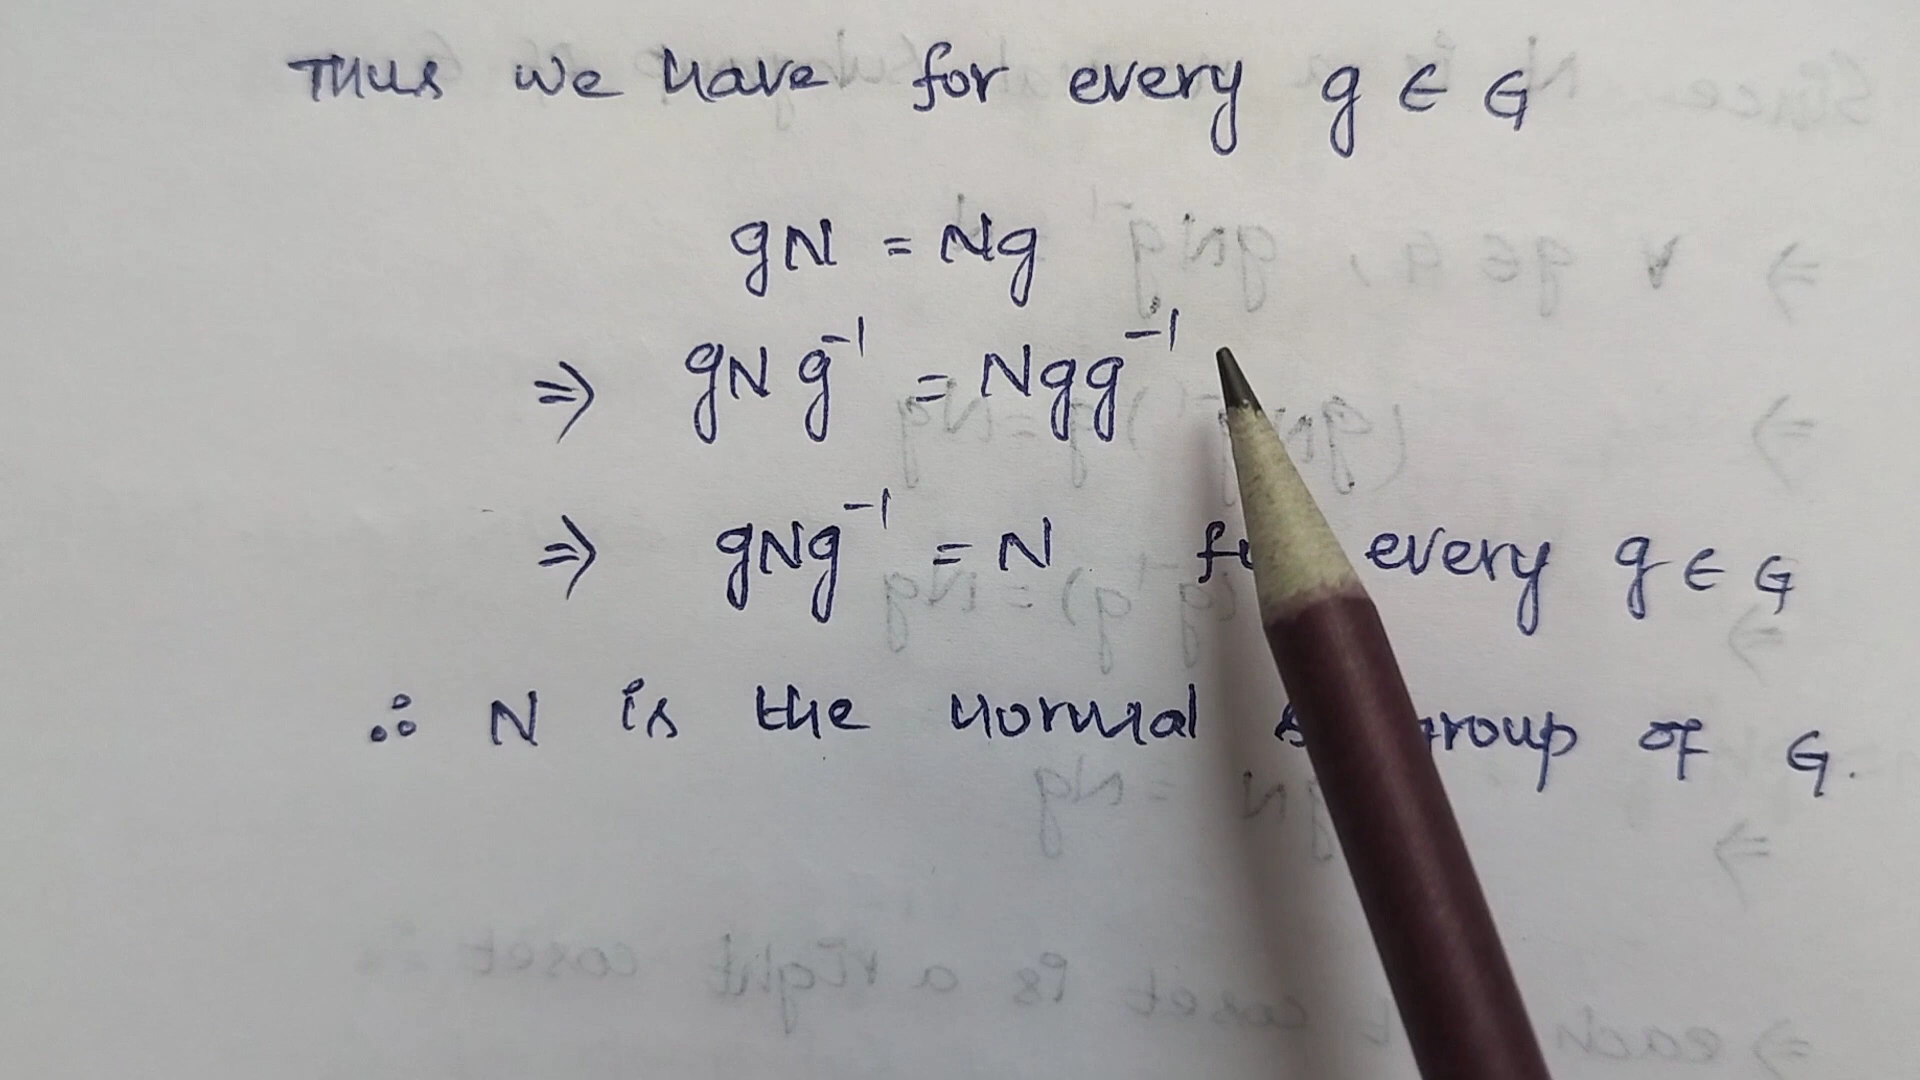 Thus we have for every g ∈ G
gN = Ng
⇒ gNg⁻¹ = Ngg⁻¹
⇒ gNg⁻¹ = N every g ∈ G
∴ N is the normal of G.